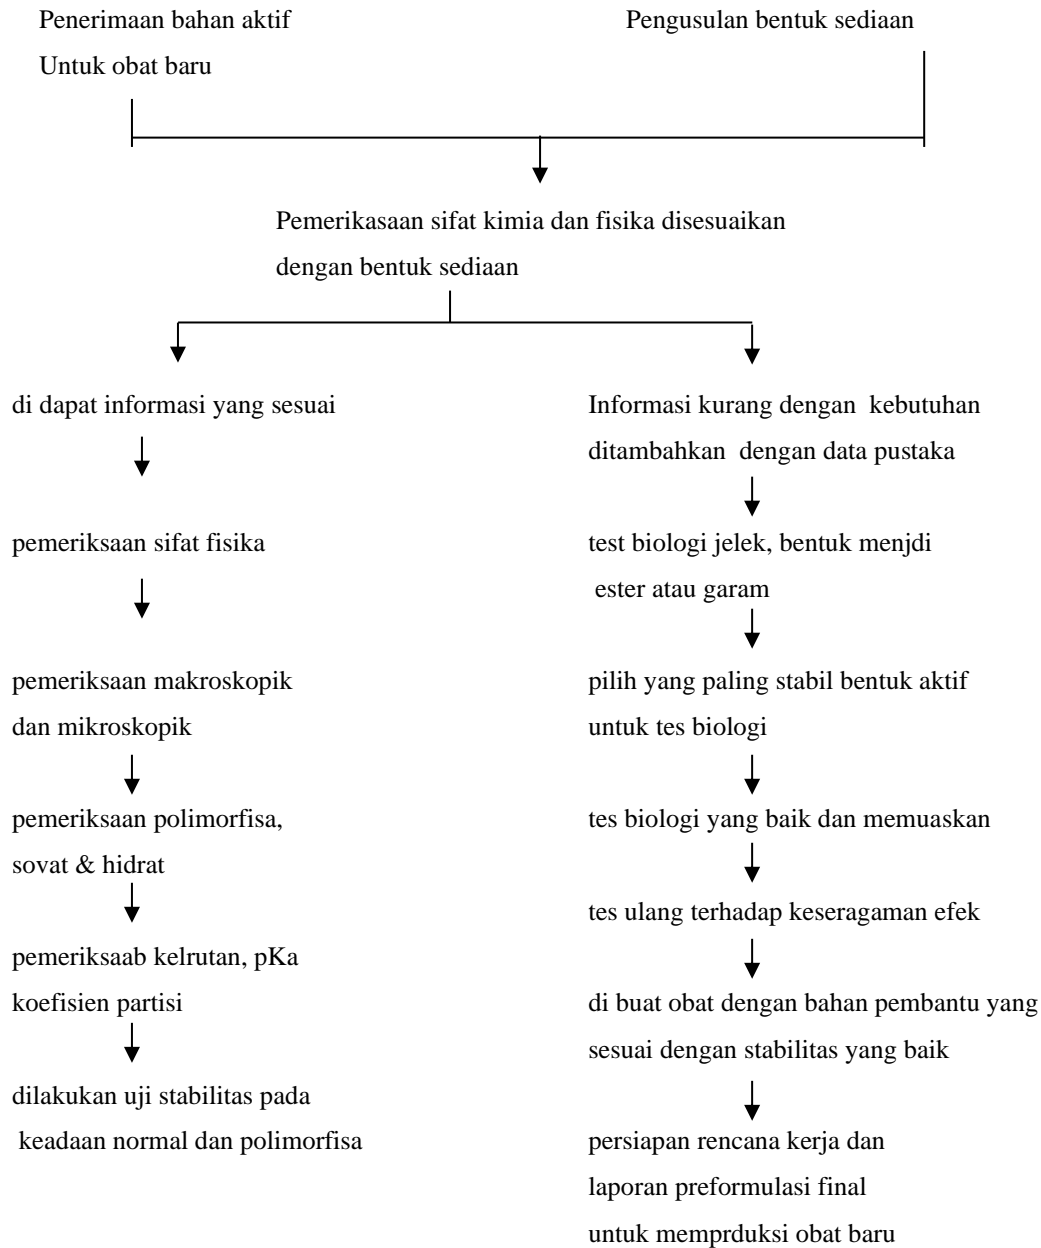 Penerimaan bahan aktif
Untuk obat baru
Pengusulan bentuk sediaan
Pemerikasaan sifat kimia dan fisika disesuaikan
dengan bentuk sediaan
di dapat informasi yang sesuai
pemeriksaan sifat fisika
pemeriksaan makroskopik
dan mikroskopik
pemeriksaan polimorfisa,
sovat & hidrat
pemeriksaab kelrutan, pKa
koefisien partisi
dilakukan uji stabilitas pada
keadaan normal dan polimorfisa
Informasi kurang dengan kebutuhan
ditambahkan dengan data pustaka
test biologi jelek, bentuk menjdi
ester atau garam
pilih yang paling stabil bentuk aktif
untuk tes biologi
tes biologi yang baik dan memuaskan
tes ulang terhadap keseragaman efek
di buat obat dengan bahan pembantu yang
sesuai dengan stabilitas yang baik
persiapan rencana kerja dan
laporan preformulasi final
untuk memprduksi obat baru